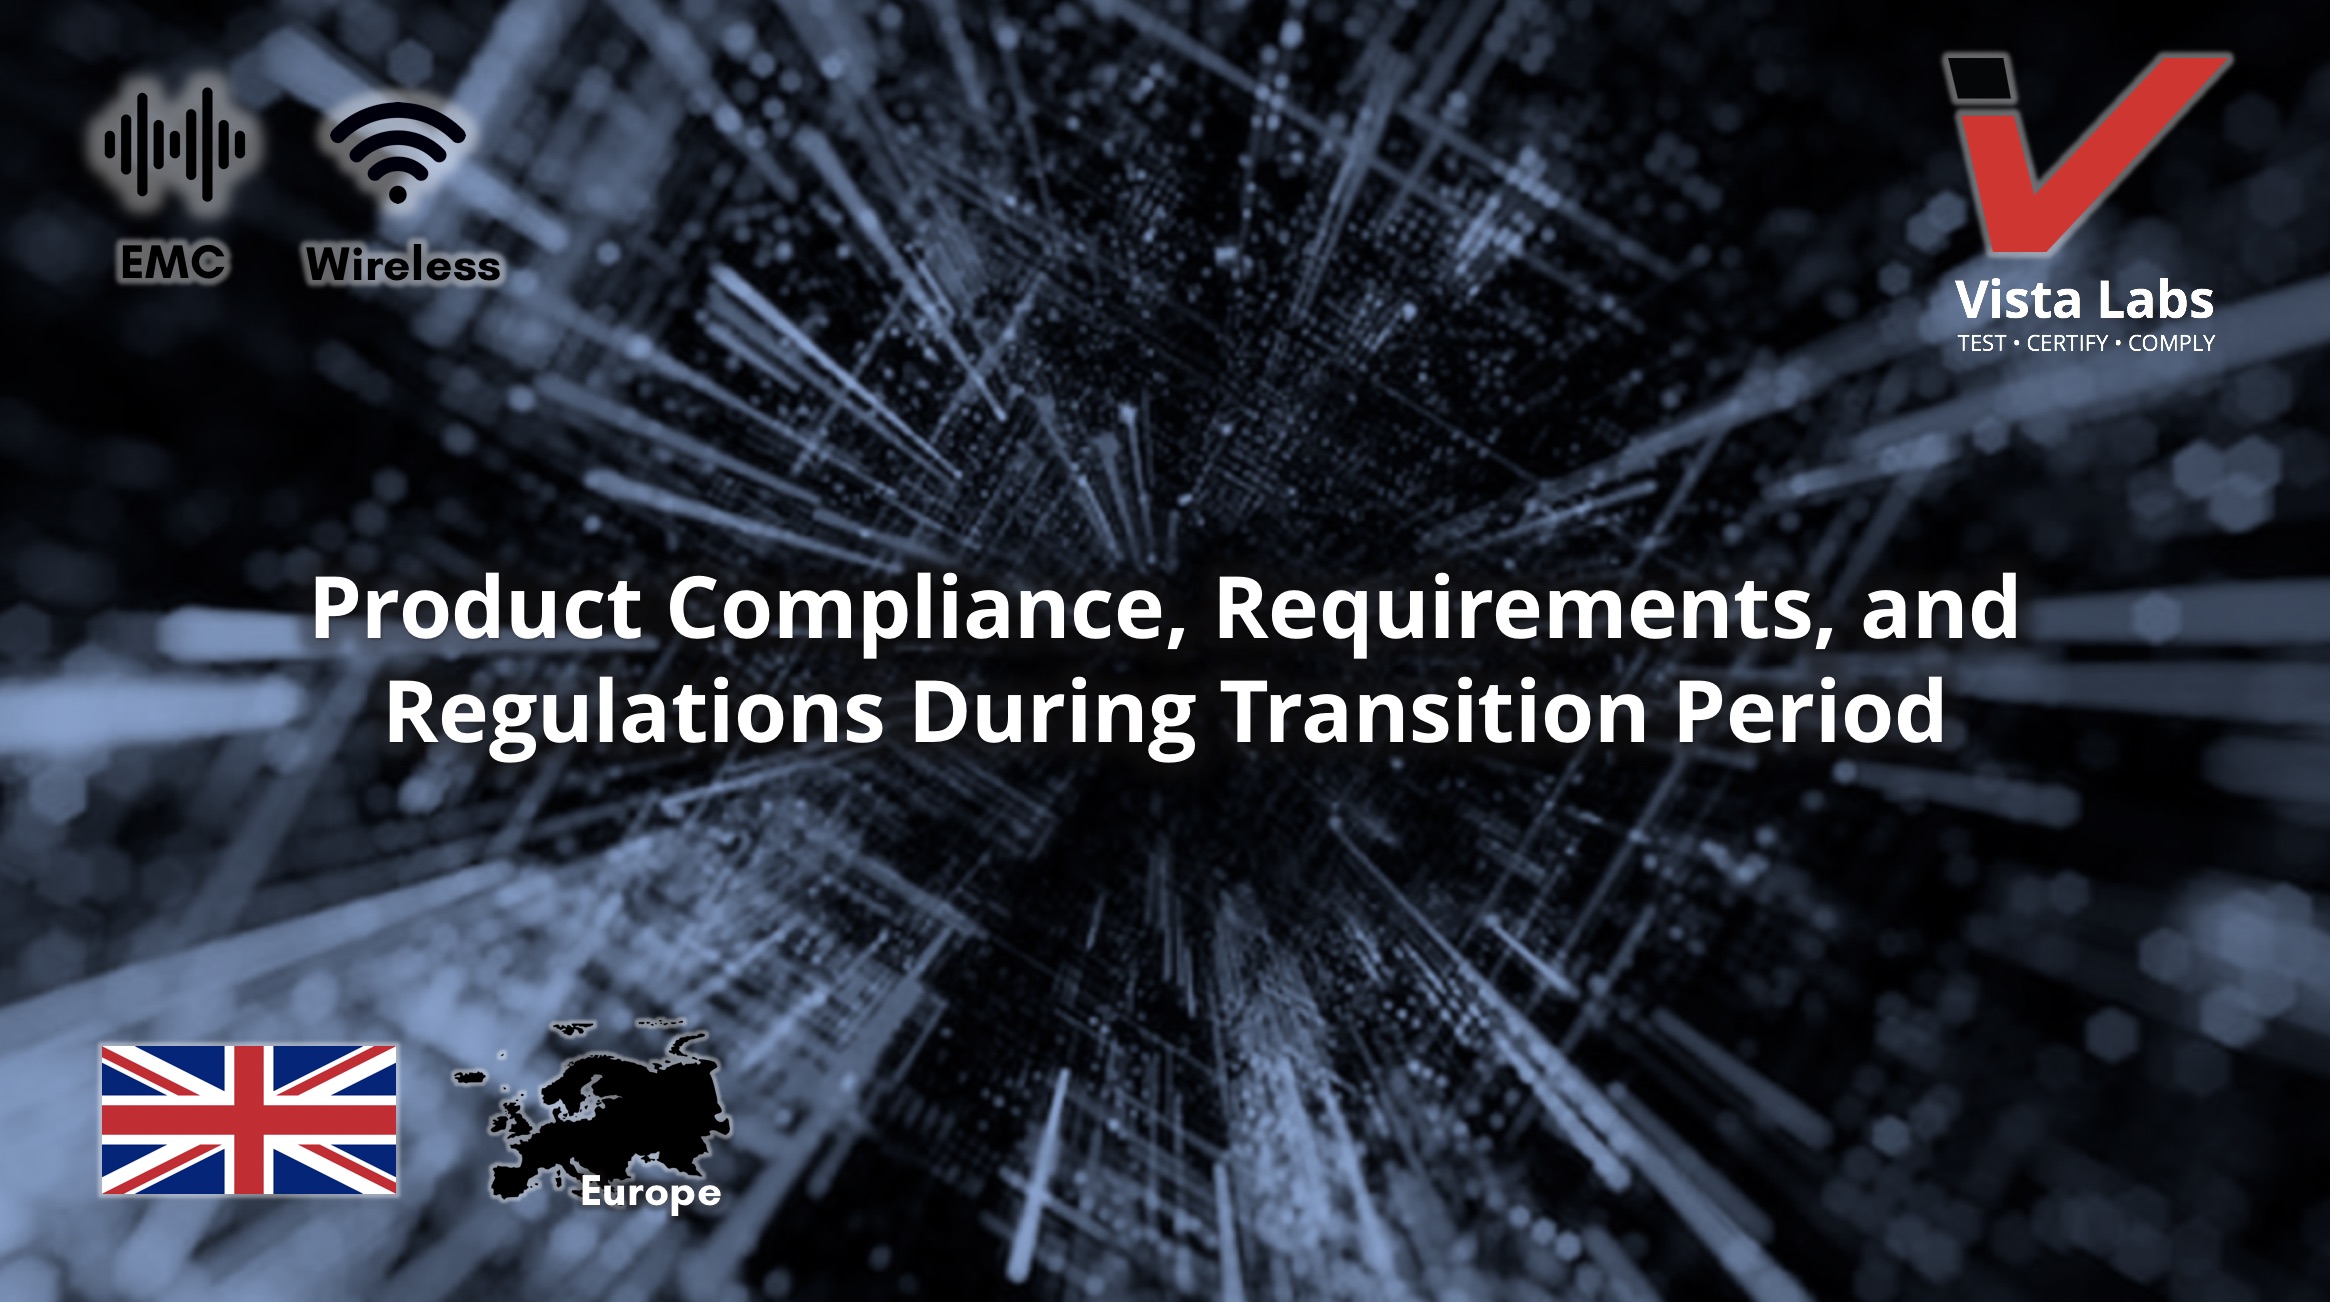 EMC
Wireless
Vista Labs
TEST • CERTIFY • COMPLY
Product Compliance, Requirements, and
Regulations During Transition Period
Europe